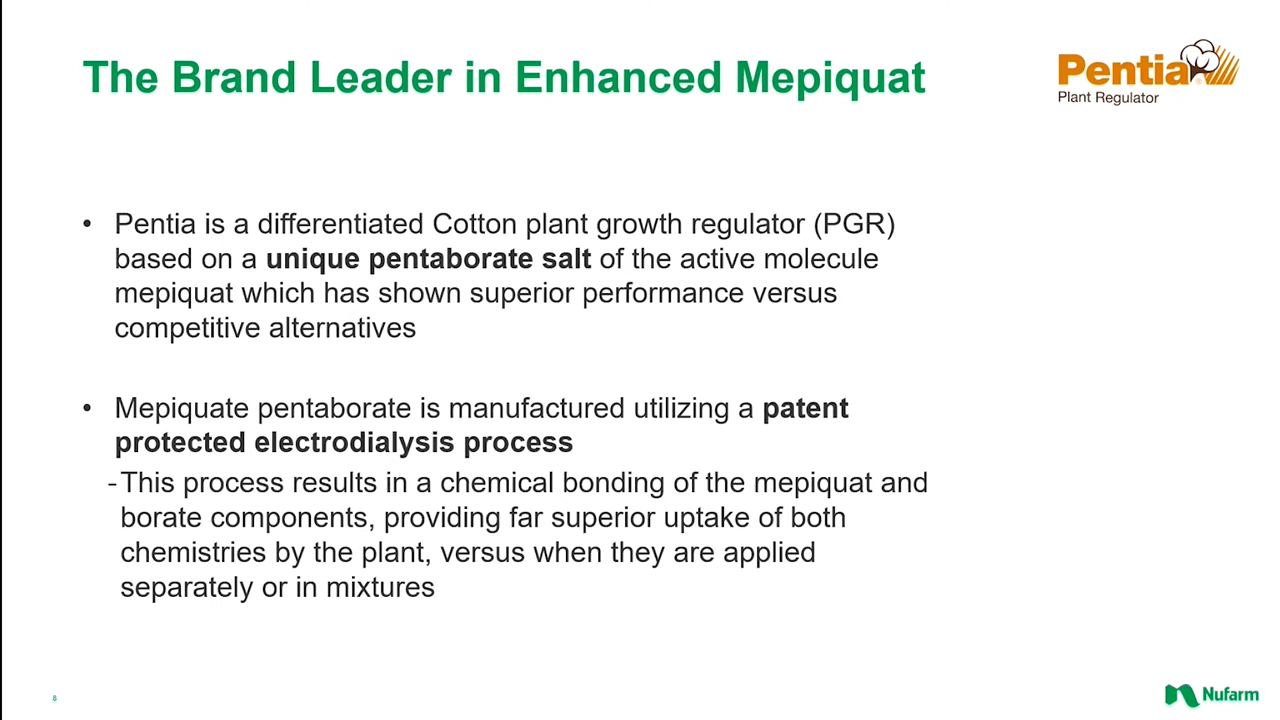 The Brand Leader in Enhanced Mepiquat
Pentia
Plant Regulator
• Pentia is a differentiated Cotton plant growth regulator (PGR)
based on a unique pentaborate salt of the active molecule
mepiquat which has shown superior performance versus
competitive alternatives
• Mepiquate pentaborate is manufactured utilizing a patent
protected electrodialysis process
-This process results in a chemical bonding of the mepiquat and
borate components, providing far superior uptake of both
chemistries by the plant, versus when they are applied
separately or in mixtures
8
Nufarm